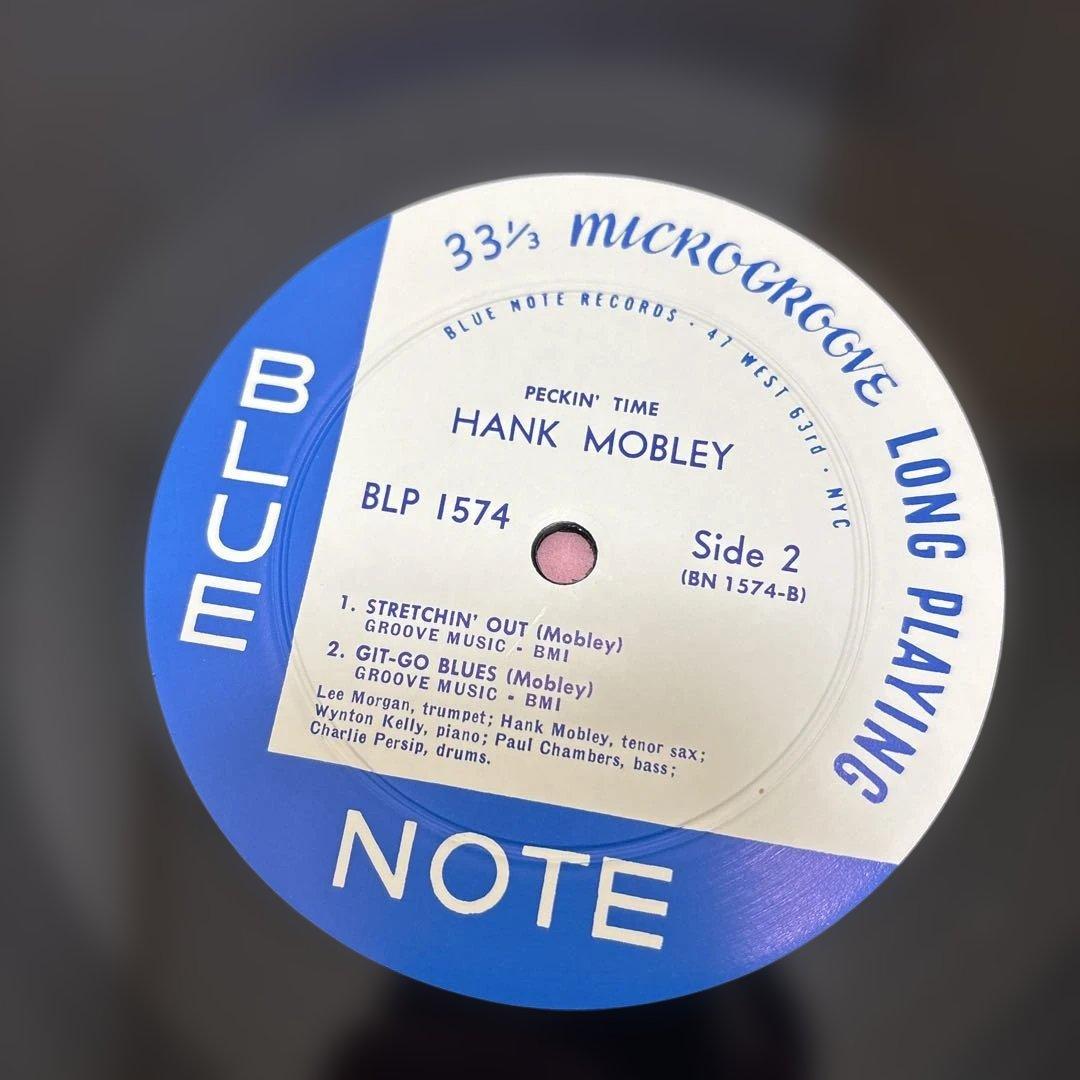 33⅓ MICROGROOVE LONG PLAYING
BLUE NOTE RECORDS · 47 WEST 63rd · NYC
PECKIN' TIME
HANK MOBLEY
BLP 1574
Side 2
(BN 1574-B)
1. STRETCHIN' OUT (Mobley)
GROOVE MUSIC - BMI
2. GIT-GO BLUES (Mobley)
GROOVE MUSIC - BMI
Lee Morgan, trumpet; Hank Mobley, tenor sax;
Wynton Kelly, piano; Paul Chambers, bass;
Charlie Persip, drums.
BLUE
NOTE